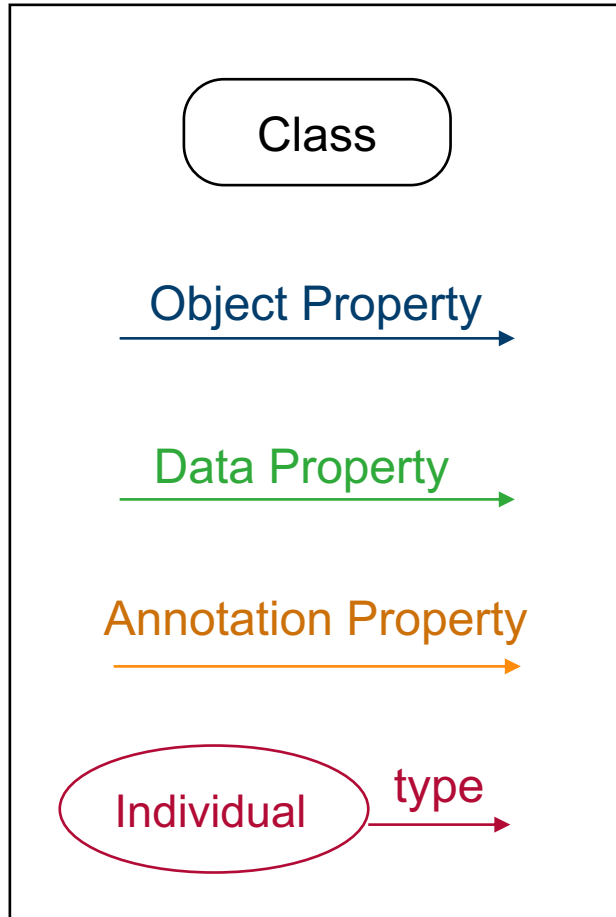 Class
Object Property
Data Property
Annotation Property
Individual type